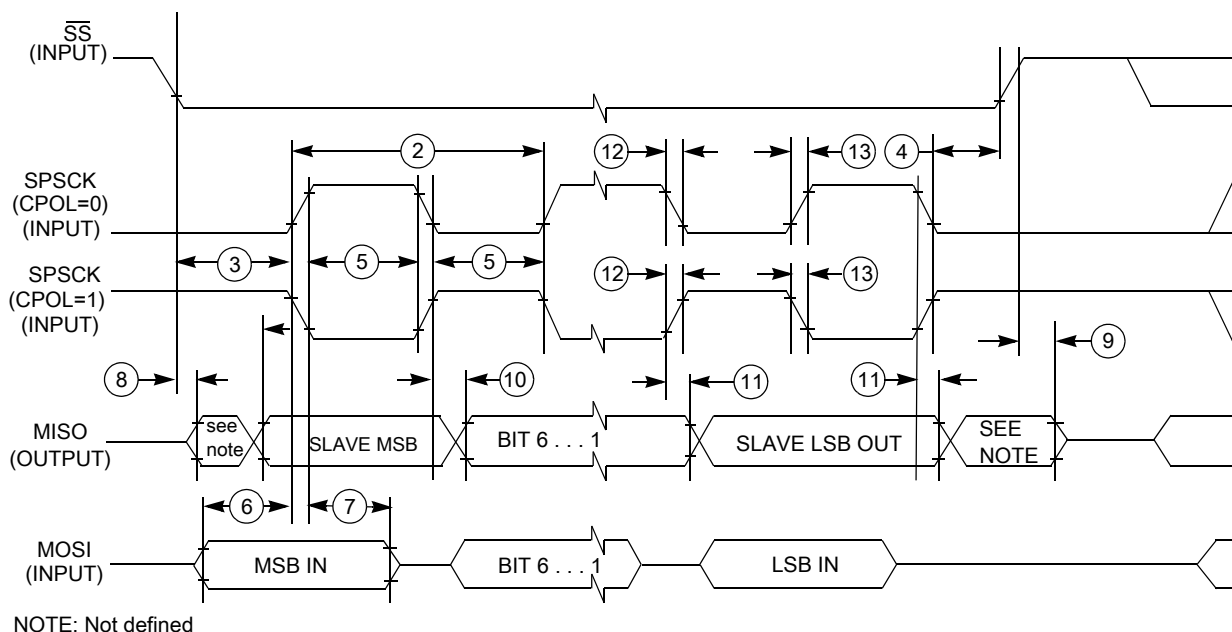 SS
(INPUT)
2
12
13
4
SPSCK
(CPOL=0)
(INPUT)
3
5
5
SPSCK
(CPOL=1)
(INPUT)
12
13
8
10
11
11
9
MISO
(OUTPUT)
see
note
SLAVE MSB
BIT 6 . . . 1
SLAVE LSB OUT
SEE
NOTE
6
7
MOSI
(INPUT)
MSB IN
BIT 6 . . . 1
LSB IN
NOTE: Not defined